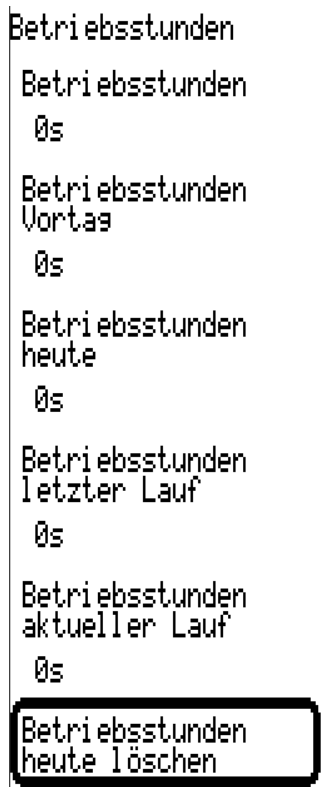 Betriebsstunden
Betriebsstunden
0s
Betriebsstunden
Vortag
0s
Betriebsstunden
heute
0s
Betriebsstunden
letzter Lauf
0s
Betriebsstunden
aktueller Lauf
0s
Betriebsstunden
heute löschen